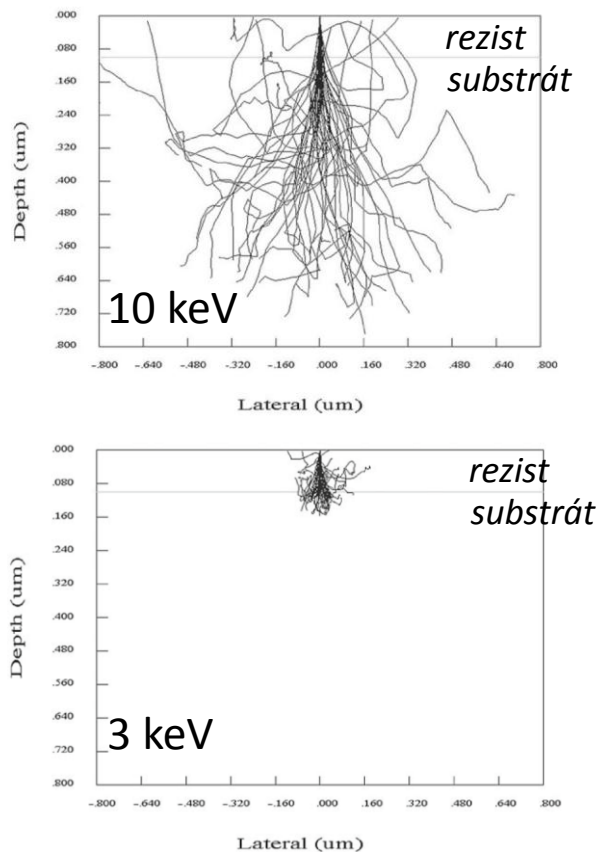 .000
rezist
.080
substrát
.160
.240
.320
.400
.480
.560
.640
.720
.800
Depth (um)
10 keV
-.800 -.640 -.480 -.320 -.160 .000 .160 .320 .480 .640 .800
Lateral (um)
.000
rezist
.080
substrát
.160
.240
.320
.400
.480
.560
.640
.720
.800
Depth (um)
3 keV
-.800 -.640 -.480 -.320 -.160 .000 .160 .320 .480 .640 .800
Lateral (um)